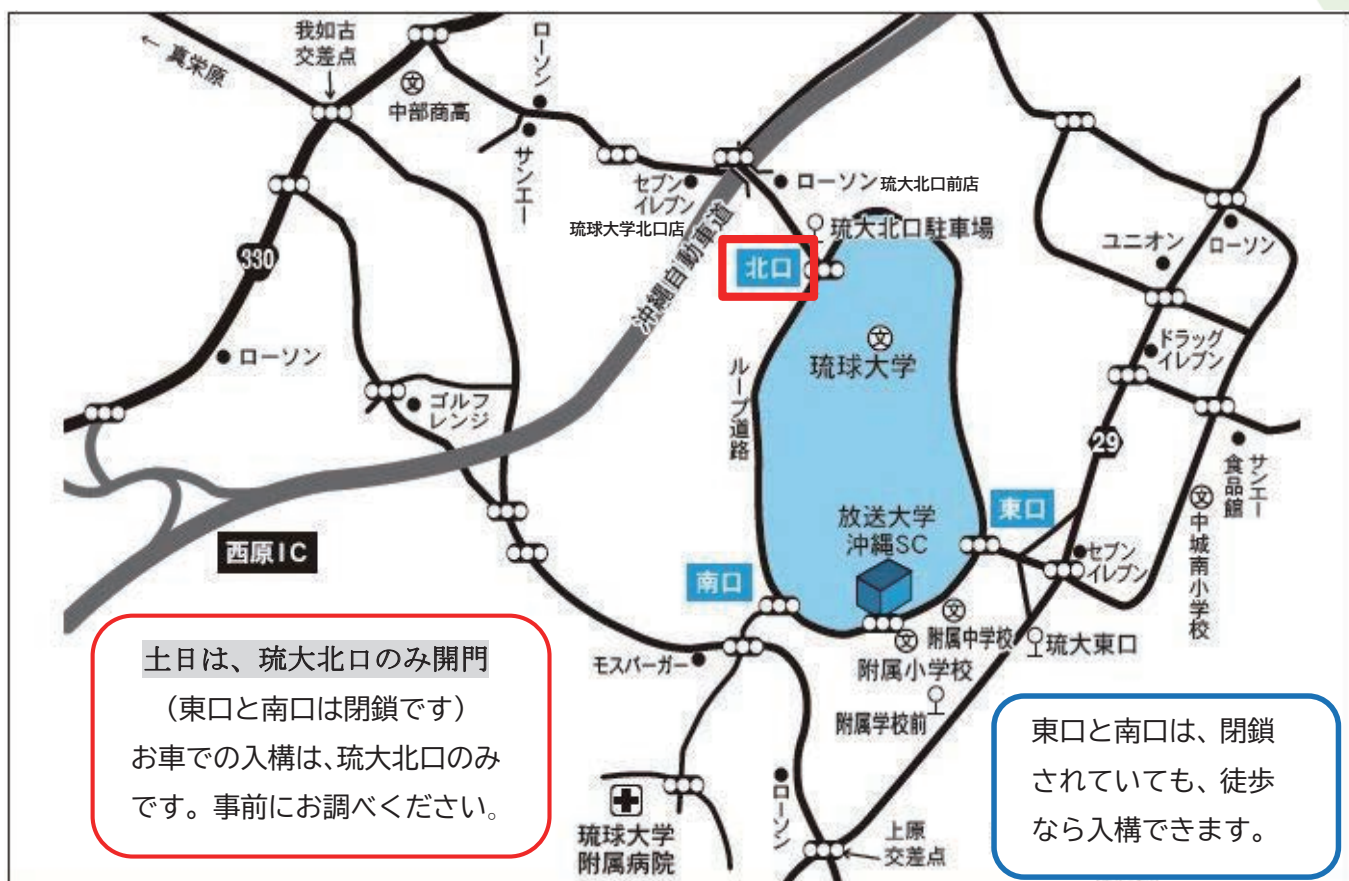 ← 真栄原
我如古
交差点
文
中部商高
ローソン
サンエー
セブン
イレブン
琉球大学北口店
ローソン 琉大北口前店
琉大北口駐車場
北口
沖縄自動車道
330
ローソン
ゴルフ
レンジ
西原IC
文
琉球大学
ループ道路
放送大学
沖縄SC
東口
南口
ユニオン
ローソン
ドラッグ
イレブン
29
サンエー
食品館
文
中城南小学校
セブン
イレブン
文
附属中学校
文
附属小学校
琉大東口
附属学校前
モスバーガー
琉球大学
附属病院
ローソン
上原
交差点
土日は、琉大北口のみ開門
（東口と南口は閉鎖です）
お車での入構は、琉大北口のみ
です。事前にお調べください。
東口と南口は、閉鎖
されていても、徒歩
なら入構できます。